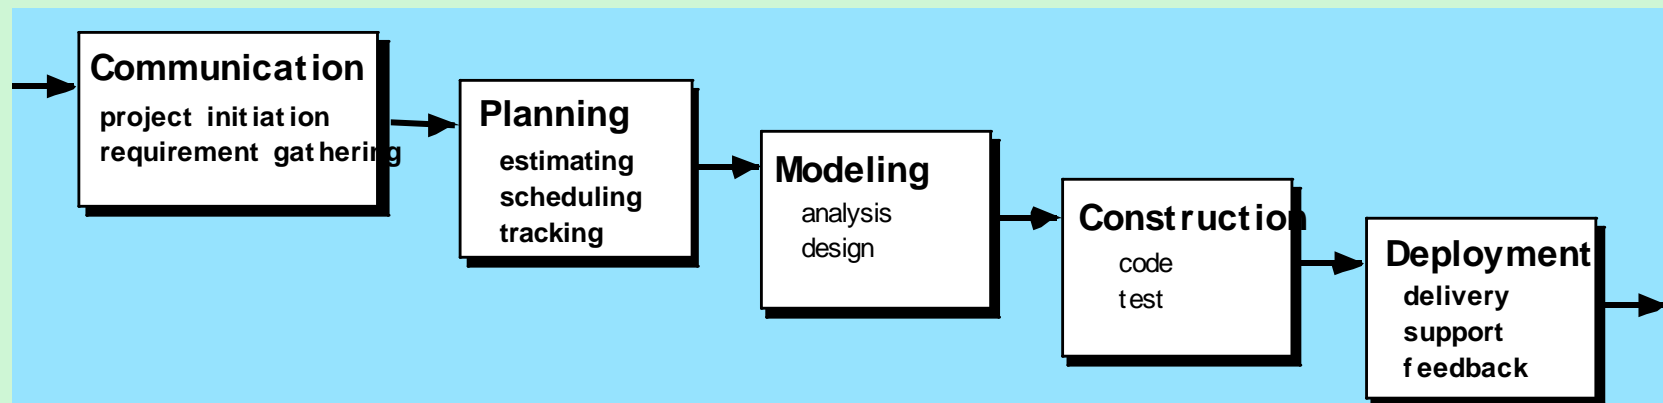 Communication
project initiation
requirement gathering
Planning
estimating
scheduling
tracking
Modeling
analysis
design
Construction
code
test
Deployment
delivery
support
feedback